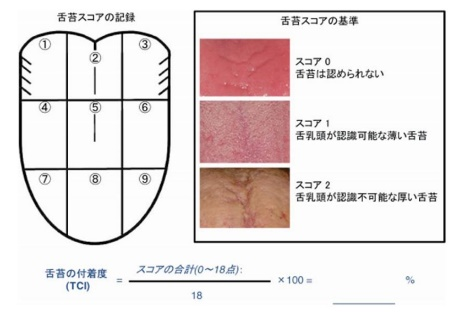 舌苔スコアの記録
舌苔スコアの基準
①
②
③
④
⑤
⑥
⑦
⑧
⑨
スコア 0
舌苔は認められない
スコア 1
舌乳頭が認識可能な薄い舌苔
スコア 2
舌乳頭が認識不可能な厚い舌苔
舌苔の付着度
(TCI)
=
スコアの合計(0〜18点):
18
×100 =
%